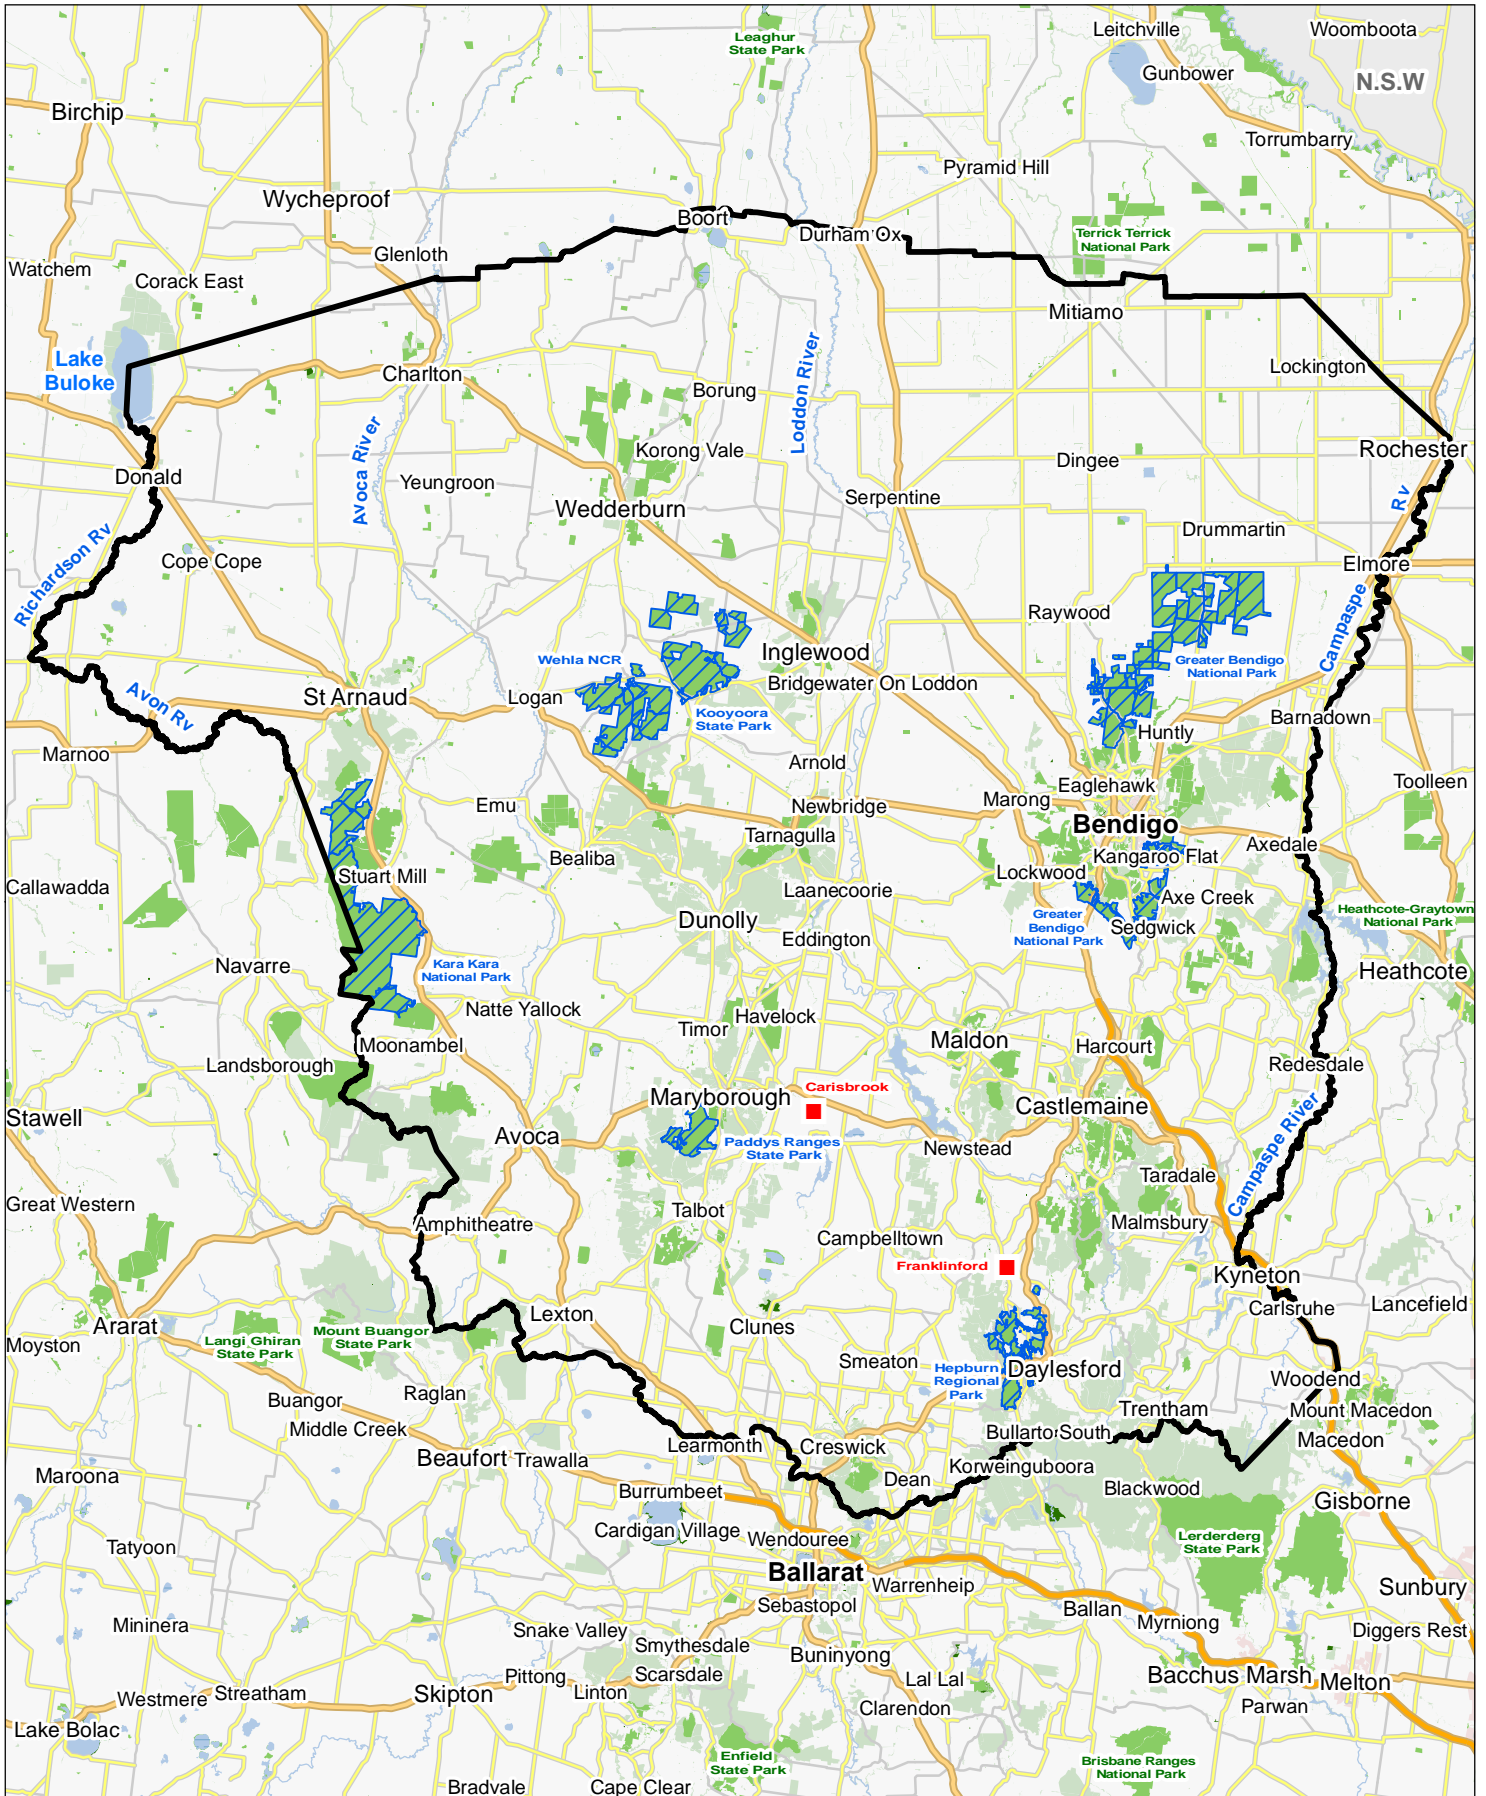 Leaghur
State Park
Leitchville
Woomboota
Gunbower
N.S.W
Birchip
Torrumbarry
Pyramid Hill
Wycheproof
Boort
Durham Ox
Terrick Terrick
National Park
Glenloth
Watchem
Corack East
Mitiamo
Lake
Buloke
Lockington
Charlton
Borung
Loddon River
Avoca River
Korong Vale
Rochester
Dingee
Donald
Yeungroon
Serpentine
Rv
Wedderburn
Drummartin
Richardson Rv
Cope Cope
Elmore
Campaspe
Raywood
Inglewood
Wehla NCR
Greater Bendigo
National Park
Bridgewater On Loddon
St Arnaud
Logan
Avon Rv
Kooyoora
State Park
Barnadown
Huntly
Marnoo
Arnold
Toolleen
Eaglehawk
Marong
Emu
Newbridge
Bendigo
Tarnagulla
Axedale
Bealiba
Kangaroo Flat
Lockwood
Stuart Mill
Callawadda
Laanecoorie
Axe Creek
Heathcote-Graytown
National Park
Dunolly
Greater
Bendigo
National Park
Sedgwick
Eddington
Navarre
Kara Kara
National Park
Heathcote
Natte Yallock
Timor
Havelock
Moonambel
Maldon
Harcourt
Landsborough
Redesdale
Maryborough
Carisbrook
Stawell
Castlemaine
Avoca
Paddys Ranges
State Park
Newstead
Campaspe River
Taradale
Great Western
Talbot
Amphitheatre
Malmsbury
Campbelltown
Franklinford
Kyneton
Carlsruhe
Lancefield
Lexton
Ararat
Clunes
Moyston
Langi Ghiran
State Park
Mount Buangor
State Park
Smeaton
Hepburn
Regional
Park
Daylesford
Woodend
Raglan
Buangor
Trentham
Mount Macedon
Middle Creek
Bullarto South
Macedon
Learmonth
Creswick
Beaufort
Trawalla
Korweinguboora
Maroona
Dean
Blackwood
Burrumbeet
Gisborne
Cardigan Village
Wendouree
Lerderderg
State Park
Tatyoon
Ballarat
Warrenheip
Sunbury
Sebastopol
Ballan
Mininera
Myrniong
Snake Valley
Diggers Rest
Smythesdale
Buninyong
Scarsdale
Pittong
Lal Lal
Bacchus Marsh
Melton
Westmere
Streatham
Skipton
Linton
Clarendon
Parwan
Lake Bolac
Enfield
State Park
Brisbane Ranges
National Park
Bradvale
Cape Clear